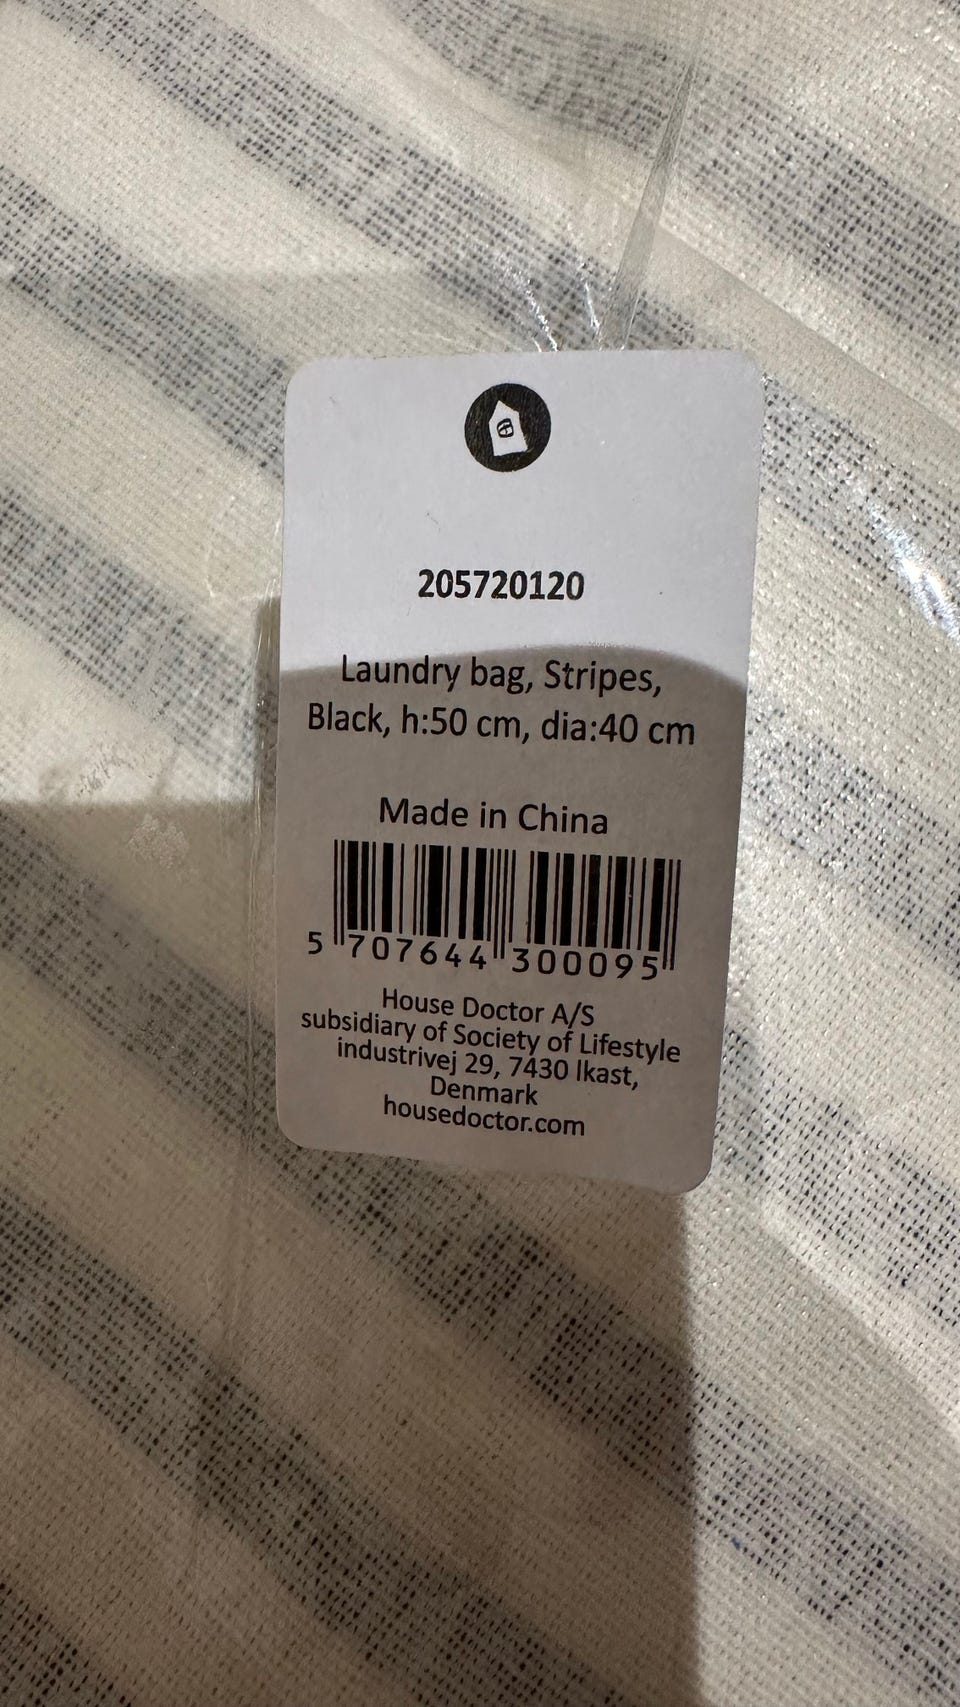 205720120
Laundry bag, Stripes,
Black, h:50 cm, dia:40 cm
Made in China
5 707644 300095
House Doctor A/S
subsidiary of Society of Lifestyle
industrivej 29, 7430 Ikast,
Denmark
housedoctor.com